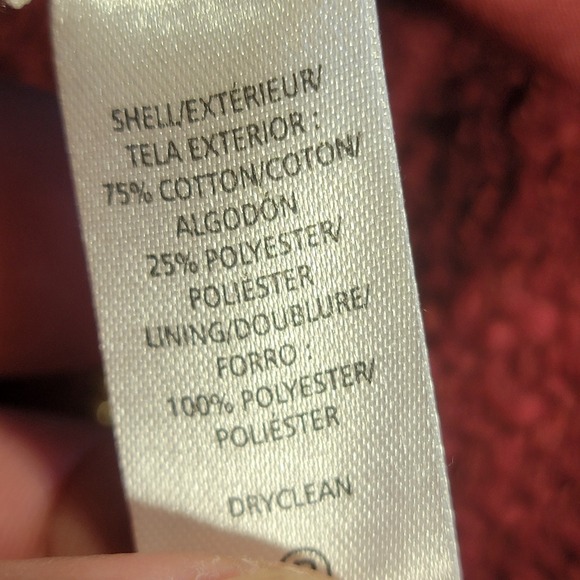 SHELL/EXTÉRIEUR/
TELA EXTERIOR :
75% COTTON/COTON/
ALGODÓN
25% POLYESTER/
POLIÉSTER
LINING/DOUBLURE/
FORRO :
100% POLYESTER/
POLIÉSTER
DRYCLEAN